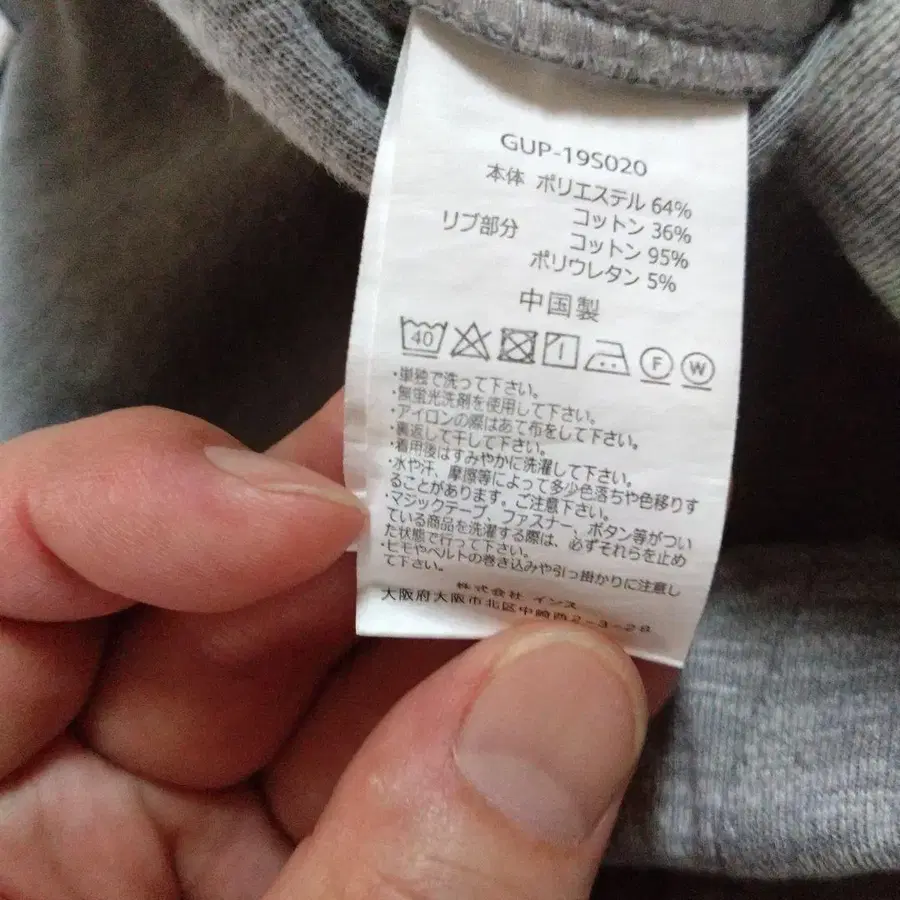 GUP-19S020
本体 ポリエステル 64%
コットン 36%
リブ部分 コットン 95%
ポリウレタン 5%
中国製
40 F W
・単独で洗って下さい。
・無蛍光洗剤を使用して下さい。
・アイロンの際はあて布をして下さい。
・裏返して干して下さい。
・着用後はすみやかに洗濯して下さい。
・水や汗、摩擦等によって多少色落ちや色移りす
ることがあります。ご注意下さい。
・マジックテープ、ファスナー、ボタン等がつい
ている商品を洗濯する際は、必ずそれらを止め
た状態で行って下さい。
・ヒモやベルトの巻き込みや引っ掛かりに注意し
て下さい。
株式会社 インス
大阪府大阪市北区中崎西2-3-28